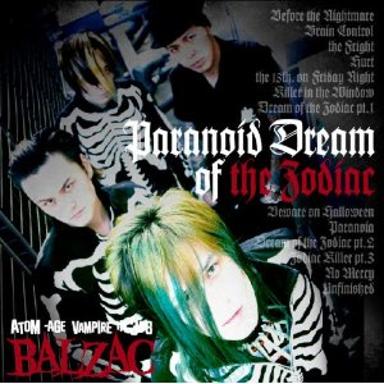 Before the Nightmare
Brain Control
the Fright
Hurt
the 13th. on Friday Night
Killer in the Window
Dream of the Zodiac pt.1
Paranoid Dream
of the Zodiac
Beware on Halloween
Paranoia
Dream of the Zodiac pt.2
Zodiac Killer pt.3
No Mercy
Unfinished
ATOM-AGE VAMPIRE IN 308
BALZAC